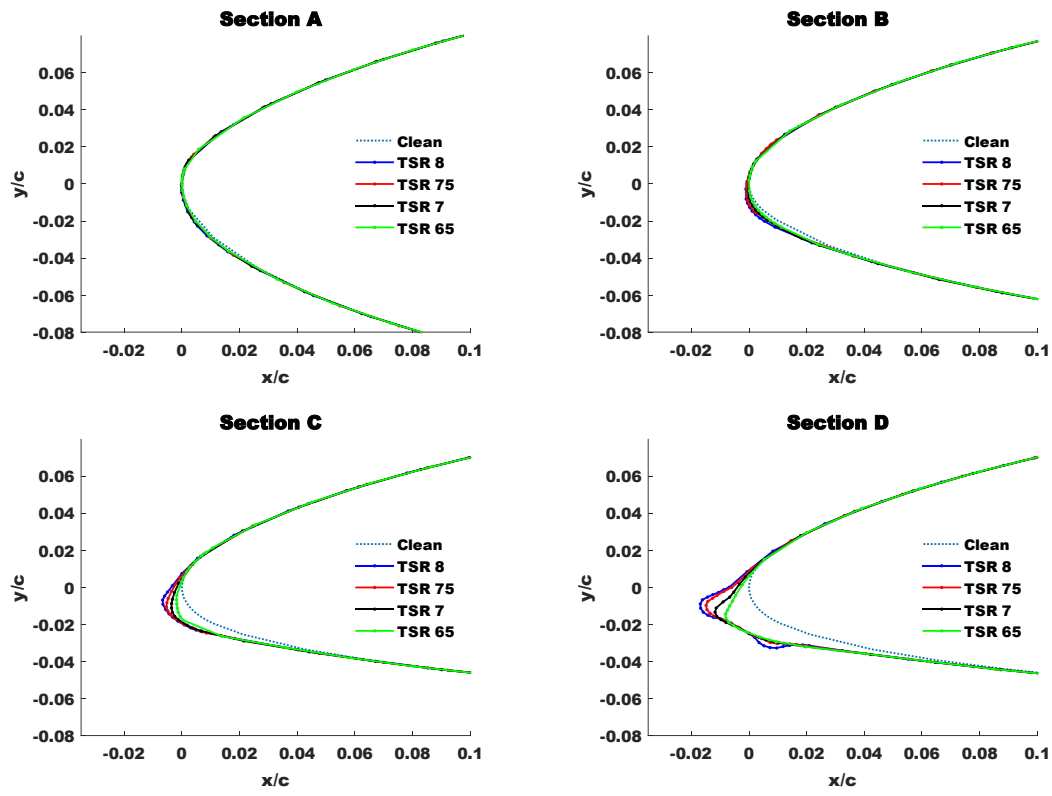 Section A
0.06
0.04
0.02
0
-0.02
-0.04
-0.06
-0.08
y/c
-0.02 0 0.02 0.04 0.06 0.08 0.1
x/c
Clean
TSR 8
TSR 75
TSR 7
TSR 65
Section B
0.06
0.04
0.02
0
-0.02
-0.04
-0.06
-0.08
y/c
-0.02 0 0.02 0.04 0.06 0.08 0.1
x/c
Clean
TSR 8
TSR 75
TSR 7
TSR 65
Section C
0.06
0.04
0.02
0
-0.02
-0.04
-0.06
-0.08
y/c
-0.02 0 0.02 0.04 0.06 0.08 0.1
x/c
Clean
TSR 8
TSR 75
TSR 7
TSR 65
Section D
0.06
0.04
0.02
0
-0.02
-0.04
-0.06
-0.08
y/c
-0.02 0 0.02 0.04 0.06 0.08 0.1
x/c
Clean
TSR 8
TSR 75
TSR 7
TSR 65